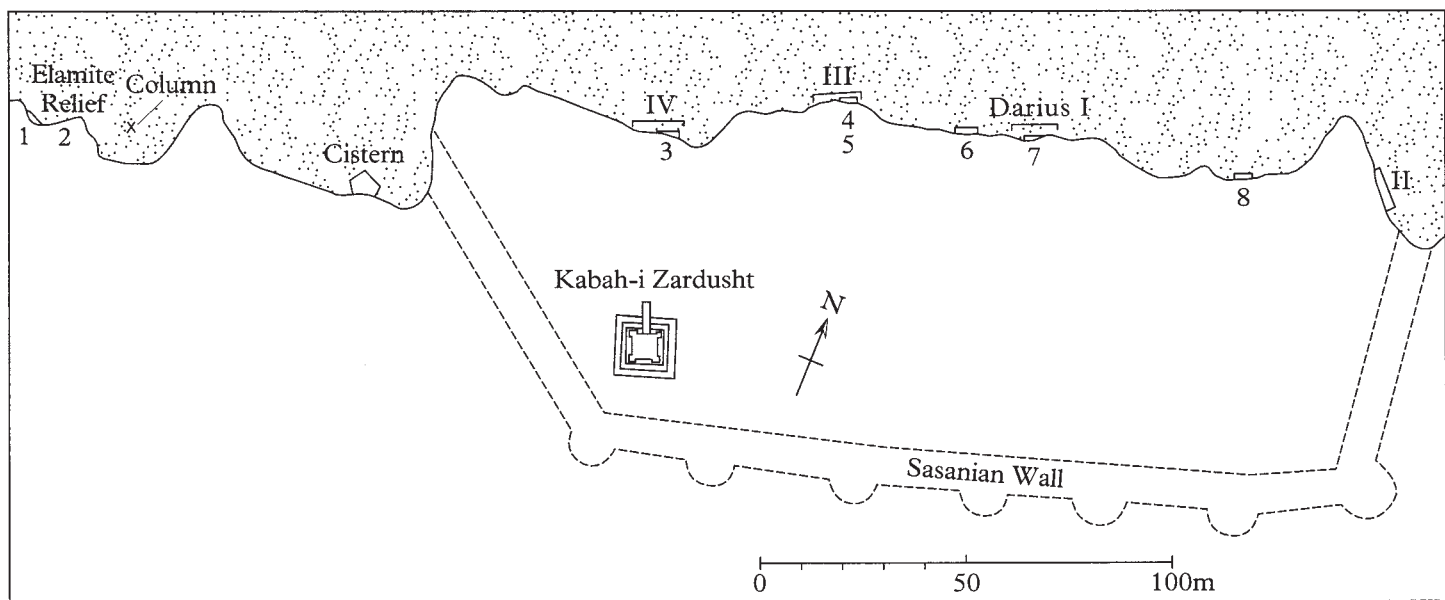 Elamite
Relief
Column
1
2
Cistern
IV
3
III
4
5
6
Darius I
7
8
II
Kabah-i Zardusht
N
Sasanian Wall
0
50
100m